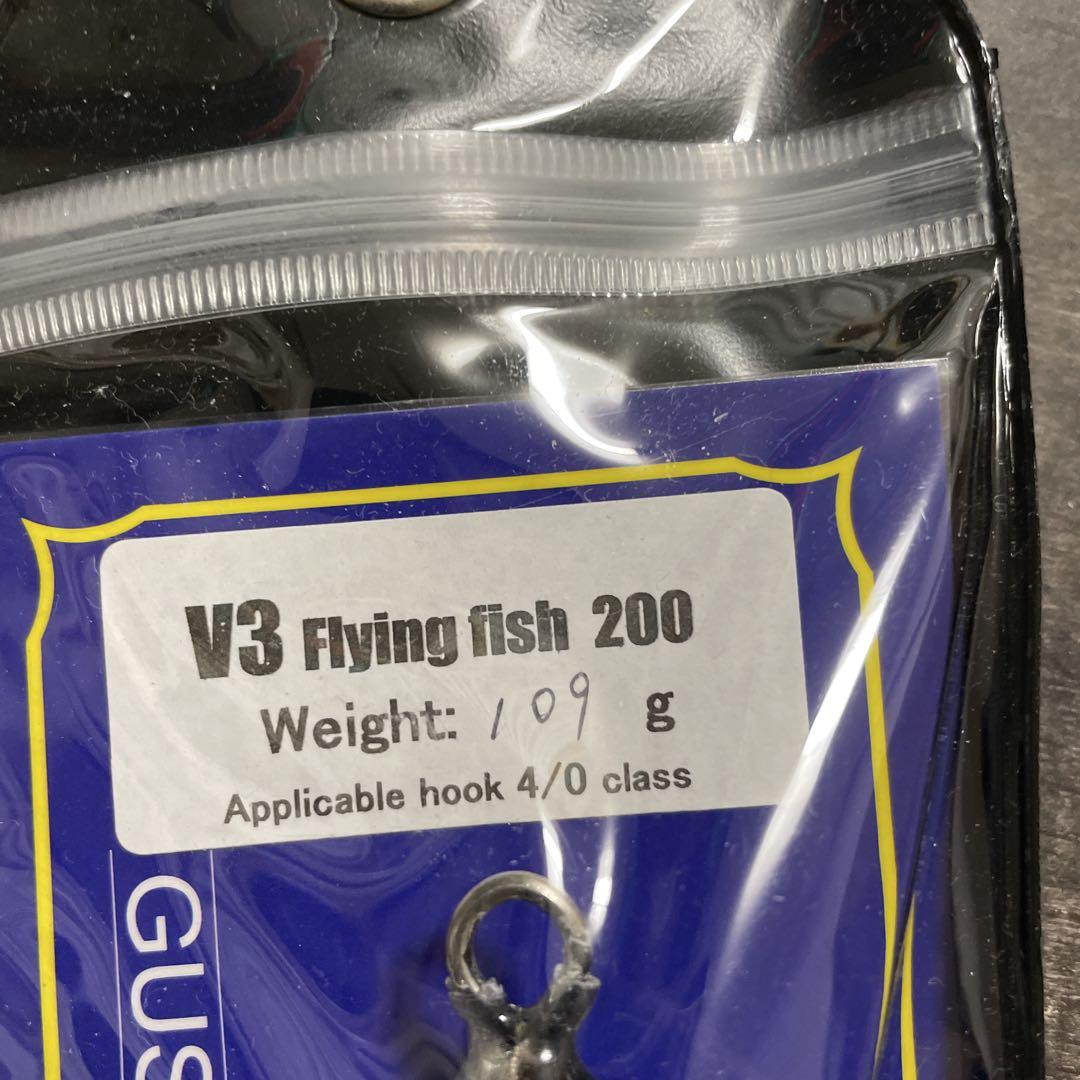 V3 Flying fish 200
Weight: 109 g
Applicable hook 4/0 class
GUS